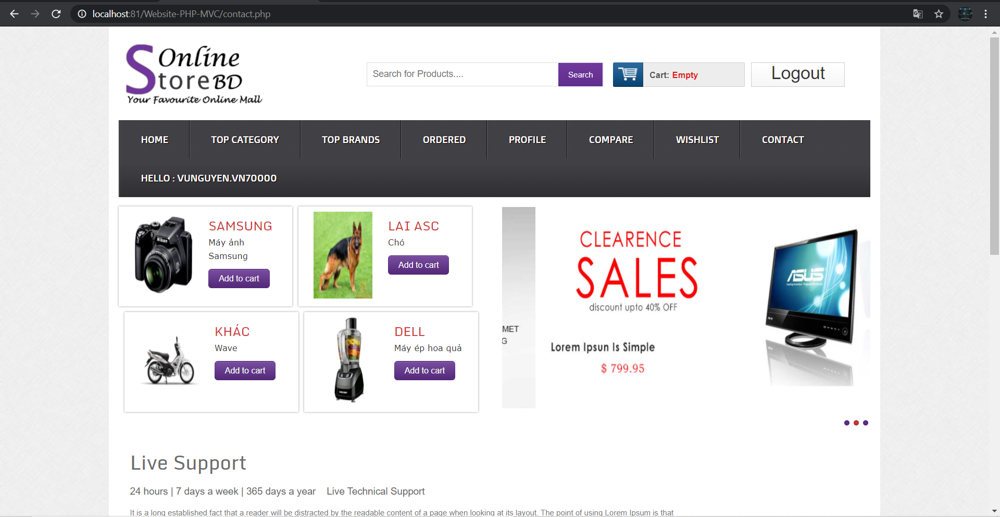 localhost:81/Website-PHP-MVC/contact.php
Online
Store BD
Your Favourite Online Mall
Search for Products....
Search
Cart: Empty
Logout
HOME
TOP CATEGORY
TOP BRANDS
ORDERED
PROFILE
COMPARE
WISHLIST
CONTACT
HELLO : VUNGUYEN.VN70000
Nikon
SAMSUNG
Máy ảnh
Samsung
Add to cart
LAI ASC
Chó
Add to cart
KHÁC
Wave
Add to cart
DELL
Máy ép hoa quả
Add to cart
MET
G
CLEARENCE
SALES
discount upto 40% OFF
Lorem Ipsun Is Simple
$ 799.95
ASUS
Live Support
24 hours | 7 days a week | 365 days a year    Live Technical Support
It is a long established fact that a reader will be distracted by the readable content of a page when looking at its layout. The point of using Lorem Ipsum is that